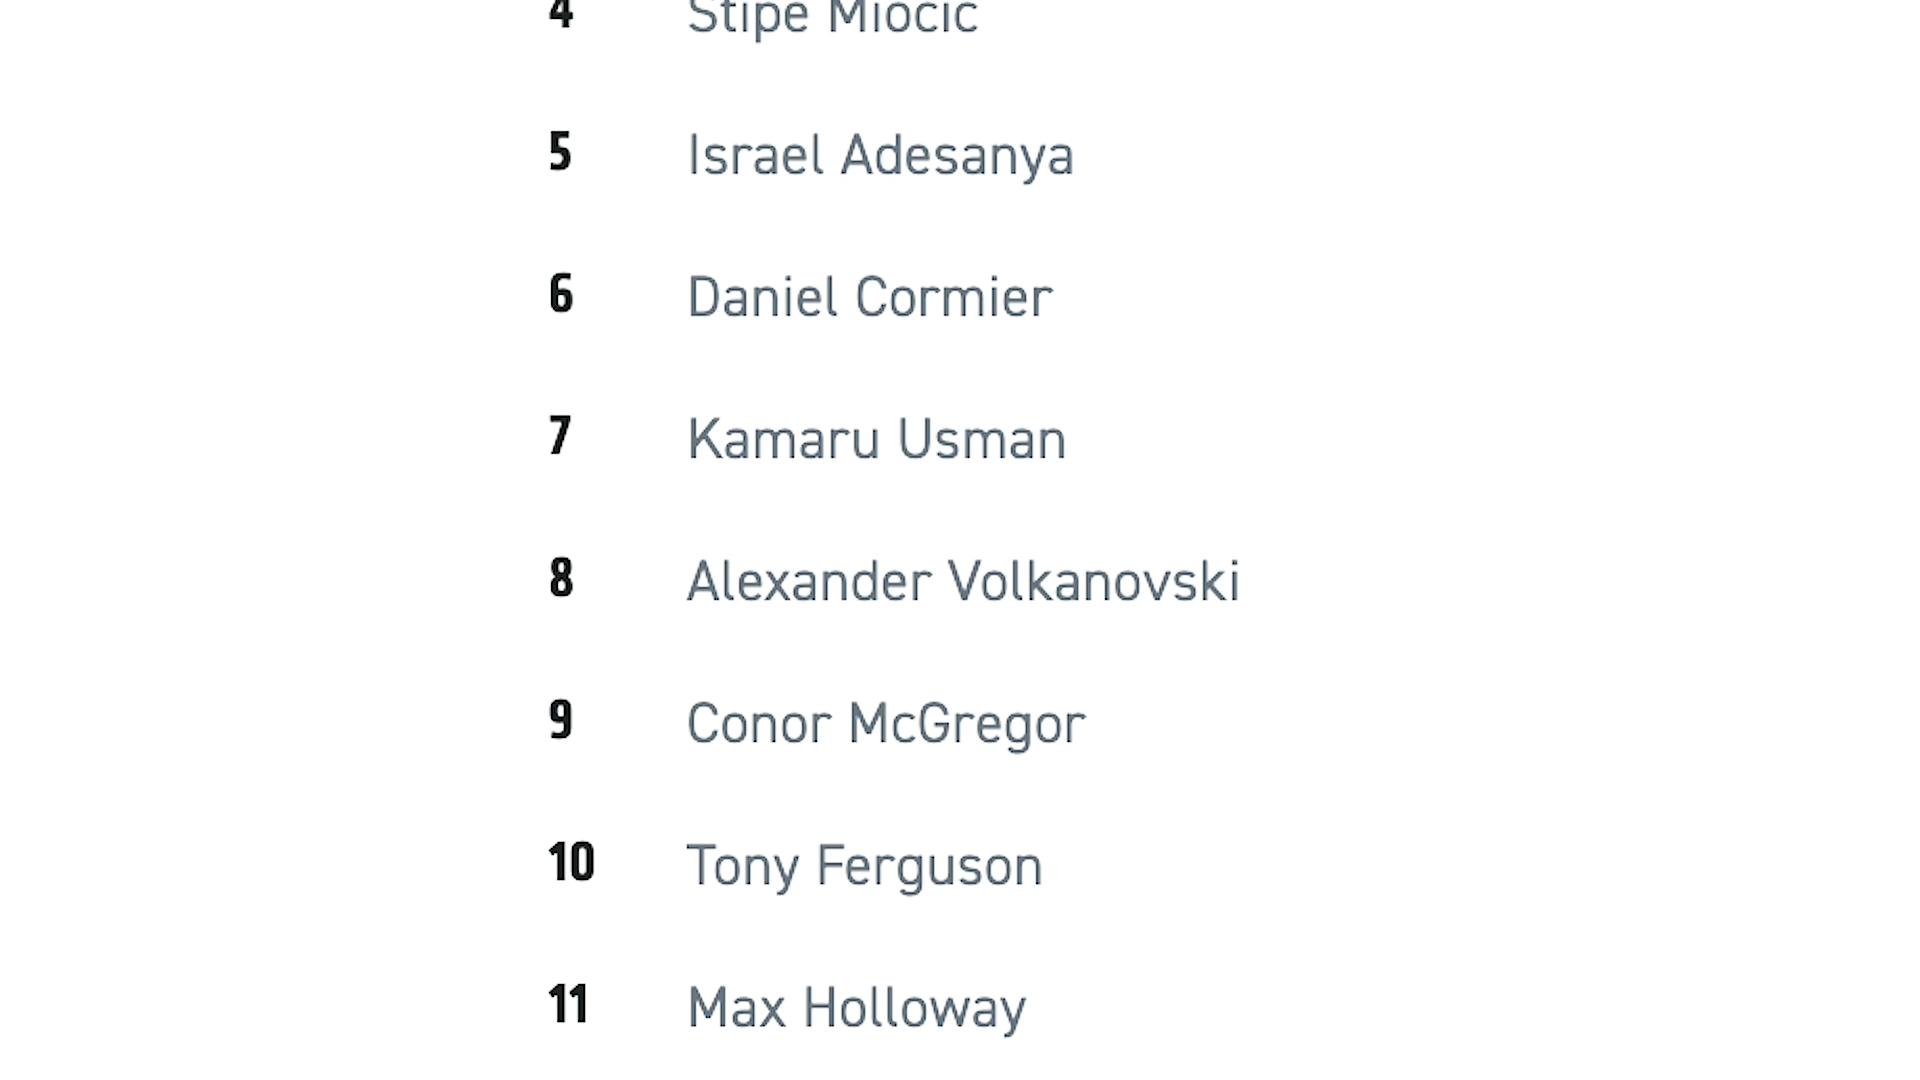 4 Stipe Miocic
5 Israel Adesanya
6 Daniel Cormier
7 Kamaru Usman
8 Alexander Volkanovski
9 Conor McGregor
10 Tony Ferguson
11 Max Holloway